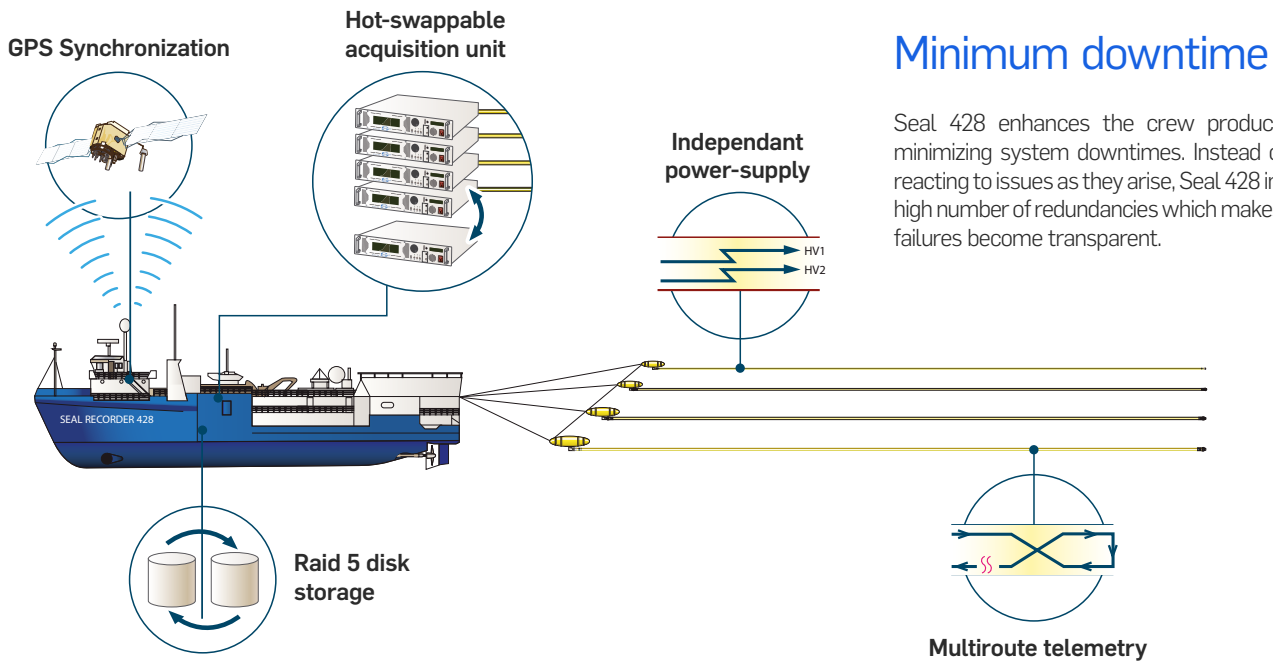 GPS Synchronization
Hot-swappable
acquisition unit
Minimum downtime
Seal 428 enhances the crew produc
minimizing system downtimes. Instead
reacting to issues as they arise, Seal 428
high number of redundancies which make
failures become transparent.
Independant
power-supply
HV1
HV2
SEAL RECORDER 428
Raid 5 disk
storage
Multiroute telemetry